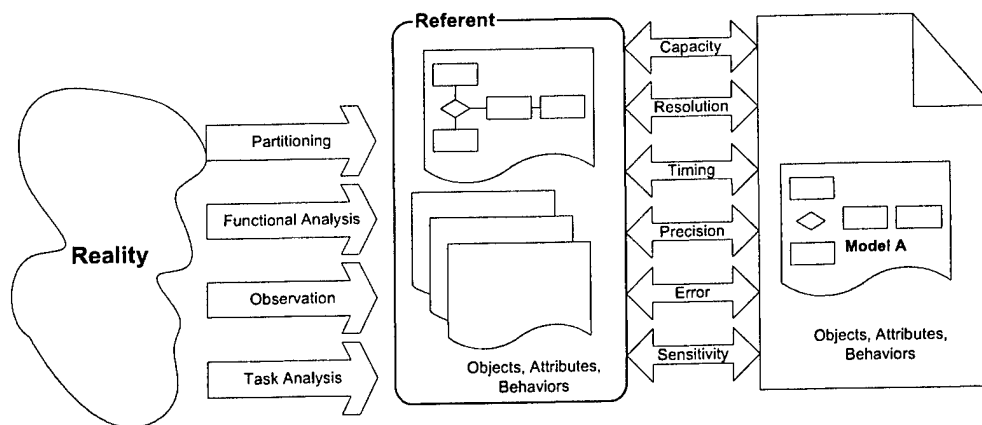 Reality
Partitioning
Functional Analysis
Observation
Task Analysis
Referent
Objects, Attributes,
Behaviors
Capacity
Resolution
Timing
Precision
Error
Sensitivity
Model A
Objects, Attributes,
Behaviors